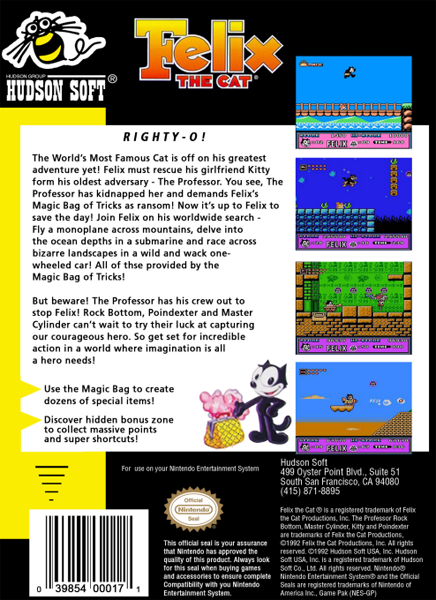 Felix
THE CAT®
HUDSON GROUP
HUDSON SOFT®
RIGHTY-O!
The World's Most Famous Cat is off on his greatest
adventure yet! Felix must rescue his girlfriend Kitty
form his oldest adversary - The Professor. You see, The
Professor has kidnapped her and demands Felix's
Magic Bag of Tricks as ransom! Now it's up to Felix to
save the day! Join Felix on his worldwide search -
Fly a monoplane across mountains, delve into
the ocean depths in a submarine and race across
bizarre landscapes in a wild and wack one-
wheeled car! All of thse provided by the
Magic Bag of Tricks!
But beware! The Professor has his crew out to
stop Felix! Rock Bottom, Poindexter and Master
Cylinder can't wait to try their luck at capturing
our courageous hero. So get set for incredible
action in a world where imagination is all
a hero needs!
Use the Magic Bag to create
dozens of special items!
Discover hidden bonus zone
to collect massive points
and super shortcuts!
FELIX
FELIX
FELIX
FELIX
For use on your Nintendo Entertainment System
Hudson Soft
499 Oyster Point Blvd., Suite 51
South San Francisco, CA 94080
(415) 871-8895
Official
Nintendo
Seal
This official seal is your assurance
that Nintendo has approved the
quality of this product. Always look
for this seal when buying games
and accessories to ensure complete
Compatibility with you Nintendo
Entertainment System.
Felix the Cat ® is a registered trademark of Felix
the Cat Productions, Inc. The Professor Rock
Bottom, Master Cylinder, Kitty and Poindexter
are trademarks of Felix the Cat Productions,
©1992 Felix the Cat Productions, Inc. All rights
reserved. ©1992 Hudson Soft USA, Inc. Hudson
Soft USA, Inc. is a registered trademark of Hudson
Soft Co., Ltd. All rights reserved. Nintendo®
Nintendo Entertainment System® and the Official
Seals are registered trademarks of Nintendo of
America Inc., Game Pak (NES-GP)
0 39854 00017 1